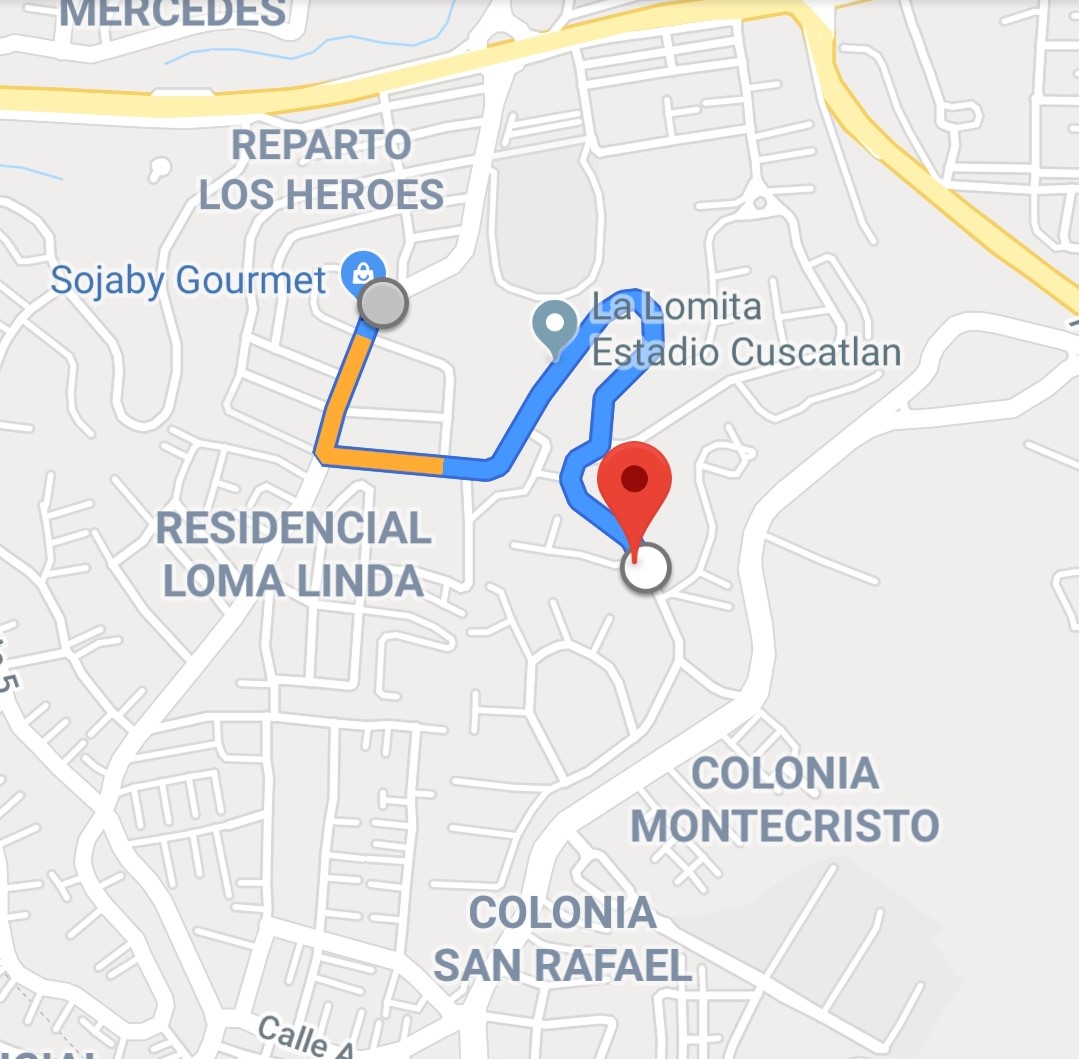 MERCEDES
REPARTO
LOS HEROES
Sojaby Gourmet
La Lomita
Estadio Cuscatlan
RESIDENCIAL
LOMA LINDA
COLONIA
MONTECRISTO
COLONIA
SAN RAFAEL
Calle A